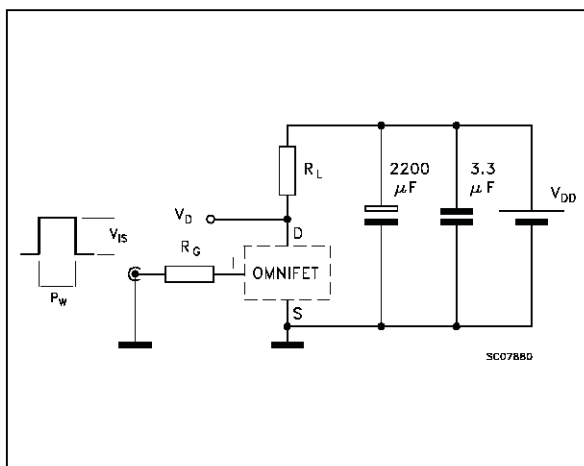 R_L
2200
µF
3.3
µF
V_DD
V_D
D
V_IS
R_G
I
OMNIFET
P_W
S
SC07880